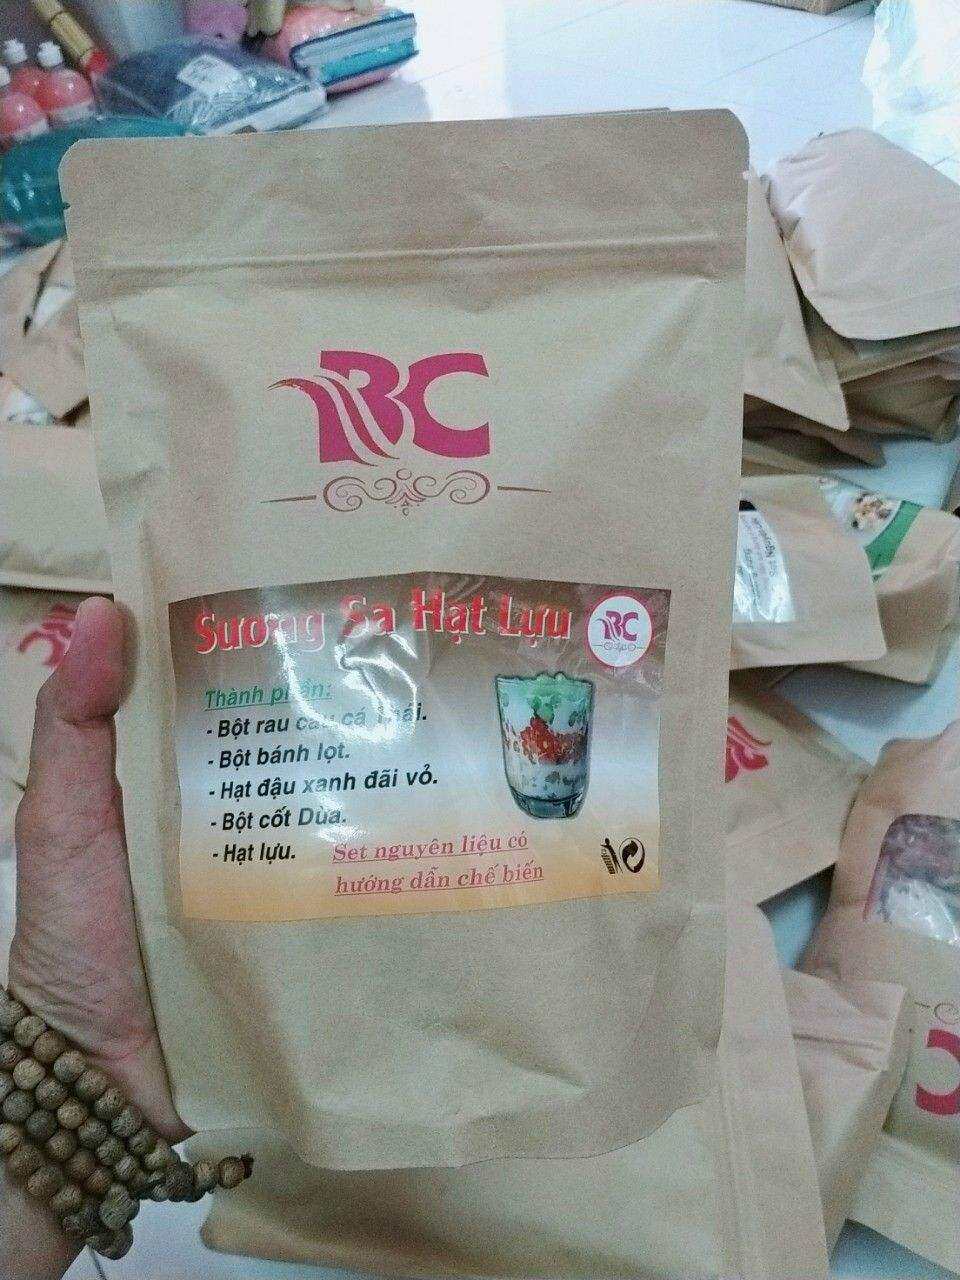 BC
Sương Sa Hạt Lựu
BC
Thành phần:
- Bột rau câu cá
- Bột bánh lọt.
- Hạt đậu xanh đãi vỏ.
- Bột cốt Dừa.
- Hạt lựu.
Set nguyên liệu có
hướng dẫn chế biến